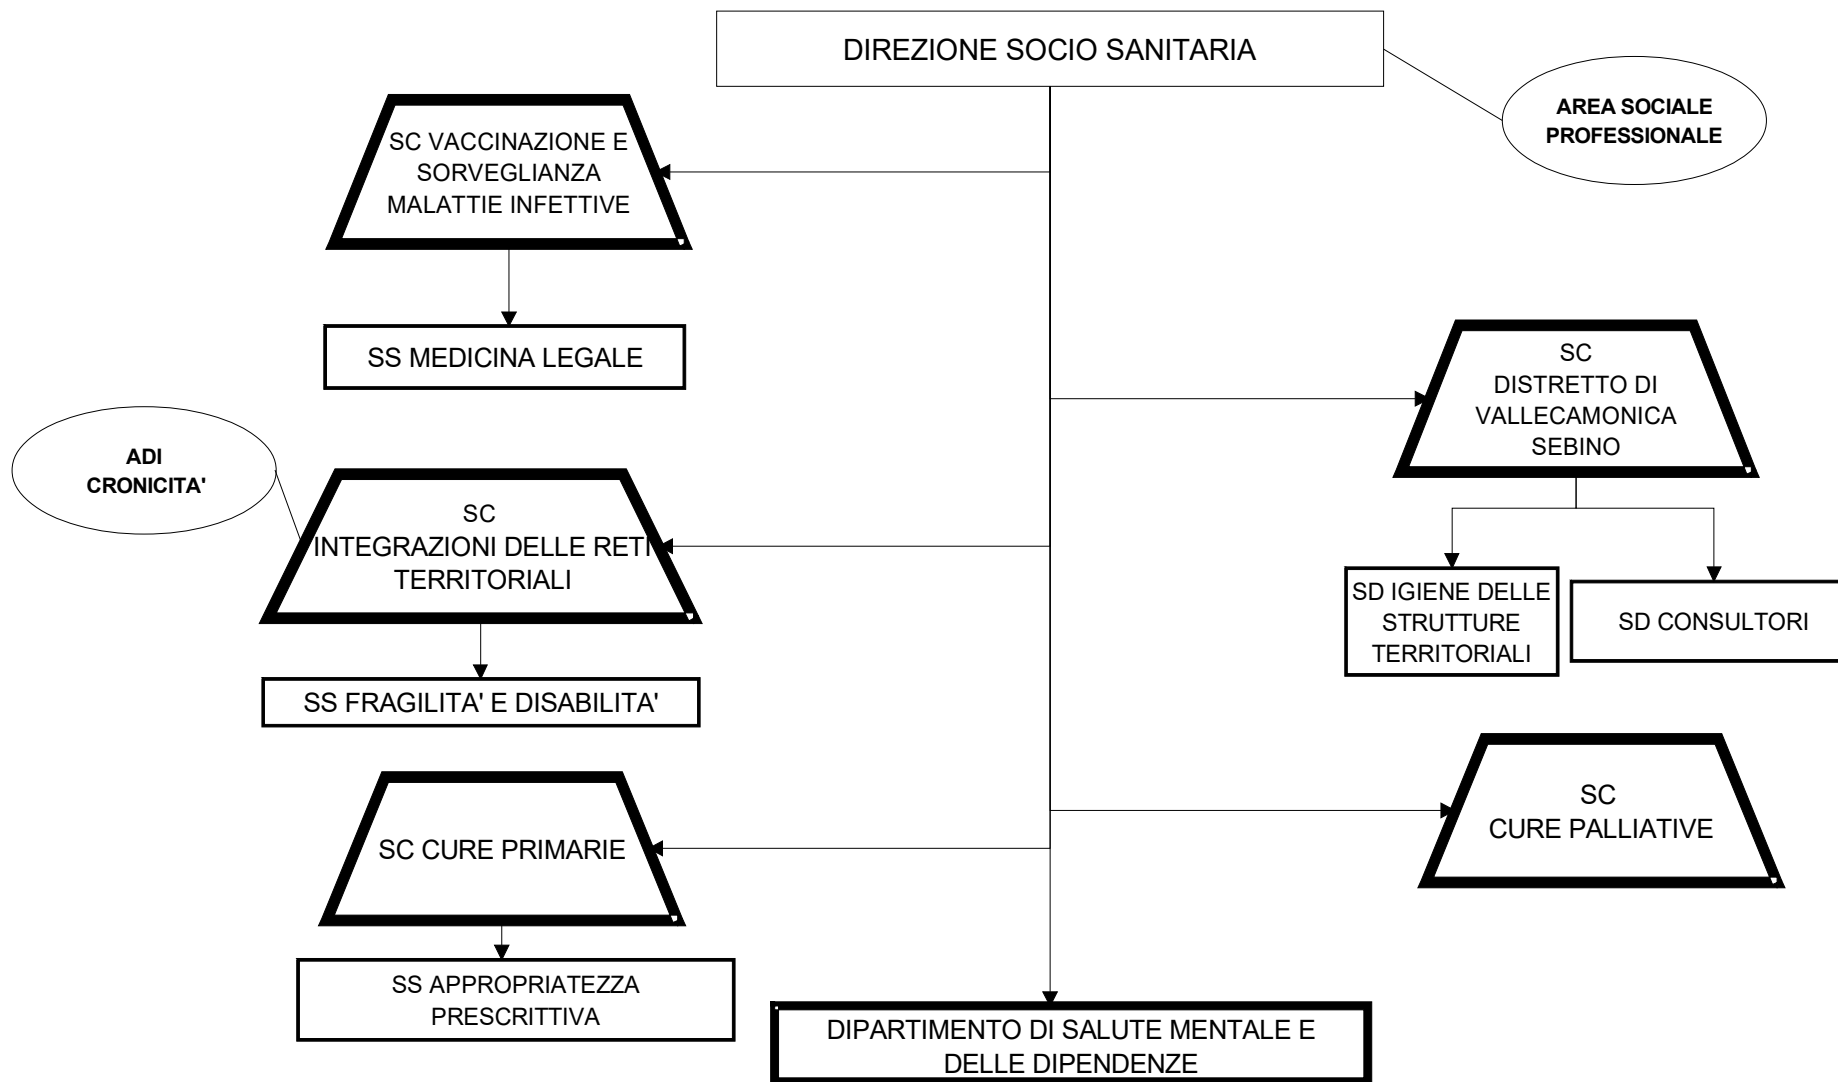 DIREZIONE SOCIO SANITARIA
AREA SOCIALE
PROFESSIONALE
SC VACCINAZIONE E
SORVEGLIANZA
MALATTIE INFETTIVE
SS MEDICINA LEGALE
SC
DISTRETTO DI
VALLECAMONICA
SEBINO
ADI
CRONICITA'
SC
INTEGRAZIONI DELLE RETI
TERRITORIALI
SD IGIENE DELLE
STRUTTURE
TERRITORIALI
SD CONSULTORI
SS FRAGILITA' E DISABILITA'
SC
CURE PALLIATIVE
SC CURE PRIMARIE
SS APPROPRIATEZZA
PRESCRITTIVA
DIPARTIMENTO DI SALUTE MENTALE E
DELLE DIPENDENZE